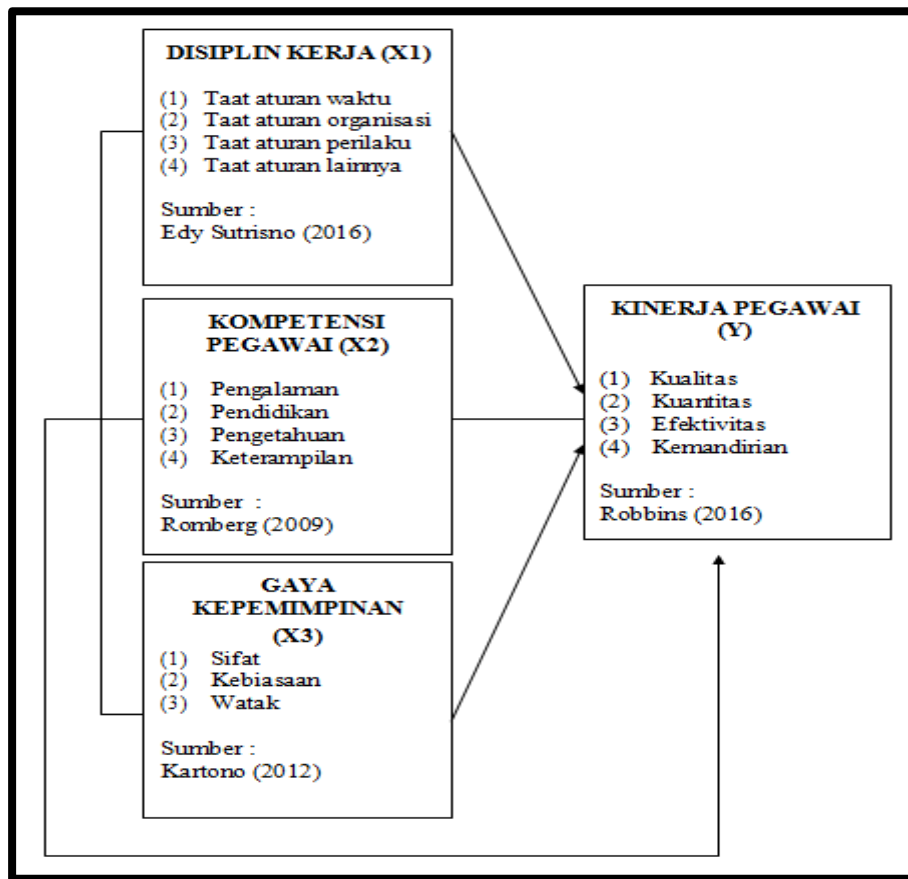 DISIPLIN KERJA (X1)
(1) Taat aturan waktu
(2) Taat aturan organisasi
(3) Taat aturan perilaku
(4) Taat aturan lainnya
Sumber :
Edy Sutrisno (2016)
KOMPETENSI
PEGAWAI (X2)
(1) Pengalaman
(2) Pendidikan
(3) Pengetahuan
(4) Keterampilan
Sumber :
Romberg (2009)
GAYA
KEPEMIMPINAN
(X3)
(1) Sifat
(2) Kebiasaan
(3) Watak
Sumber :
Kartono (2012)
KINERJA PEGAWAI
(Y)
(1) Kualitas
(2) Kuantitas
(3) Efektivitas
(4) Kemandirian
Sumber :
Robbins (2016)